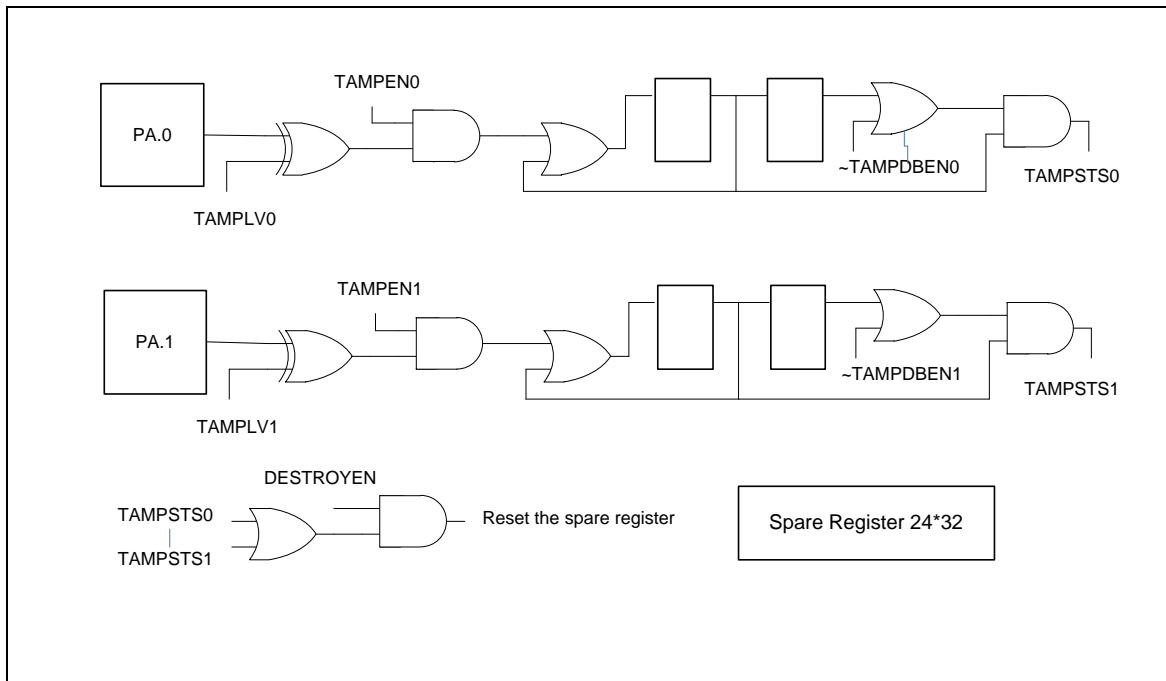 TAMPEN0
PA.0
~TAMPDBEN0
TAMPSTS0
TAMPLV0
TAMPEN1
PA.1
~TAMPDBEN1
TAMPSTS1
TAMPLV1
DESTROYEN
TAMPSTS0
Reset the spare register
Spare Register 24*32
TAMPSTS1